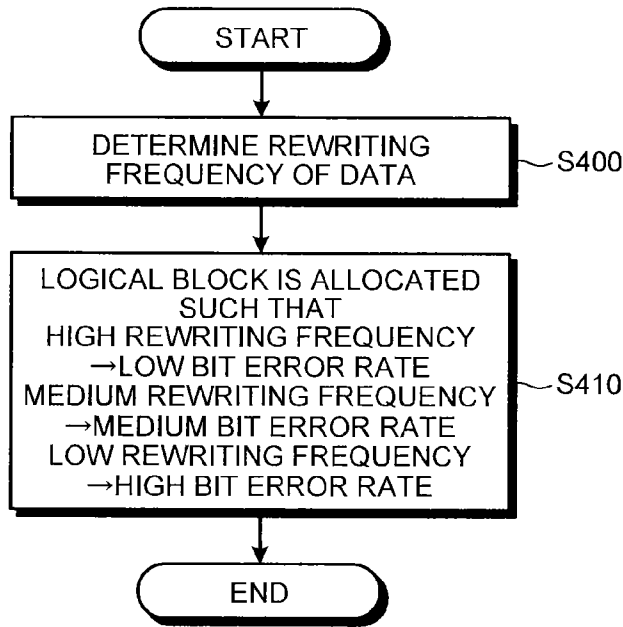 START
DETERMINE REWRITING
FREQUENCY OF DATA
S400
LOGICAL BLOCK IS ALLOCATED
SUCH THAT
HIGH REWRITING FREQUENCY
→LOW BIT ERROR RATE
MEDIUM REWRITING FREQUENCY
→MEDIUM BIT ERROR RATE
LOW REWRITING FREQUENCY
→HIGH BIT ERROR RATE
S410
END